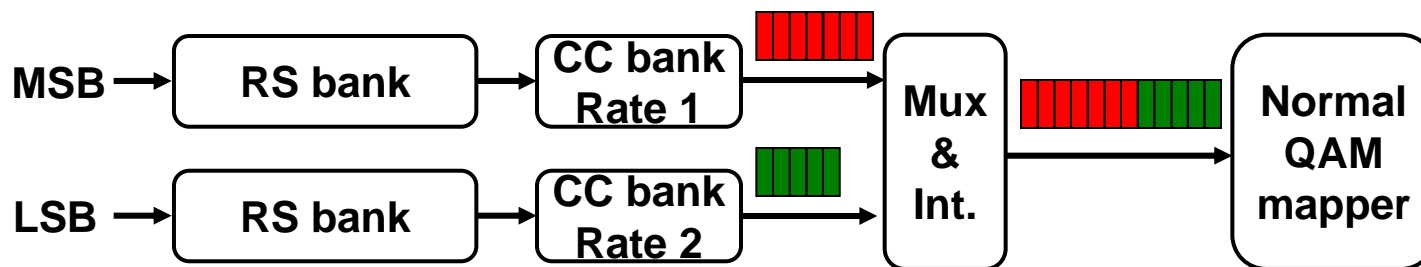 MSB
RS bank
CC bank
Rate 1
Mux
&
Int.
Normal
QAM
mapper
LSB
RS bank
CC bank
Rate 2